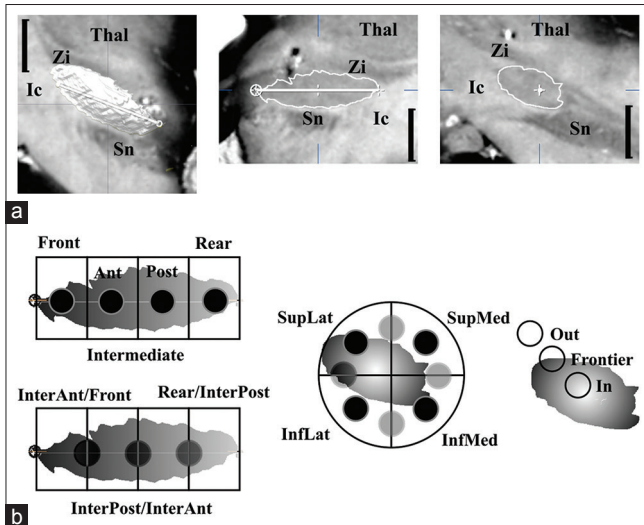 Thal
Zi
Ic
Sn
Thal
Zi
Sn
Ic
Thal
Zi
Ic
Sn
a
Front
Rear
Ant
Post
Intermediate
InterAnt/Front
Rear/InterPost
InterPost/InterAnt
SupLat
SupMed
InfLat
InfMed
Out
Frontier
In
b